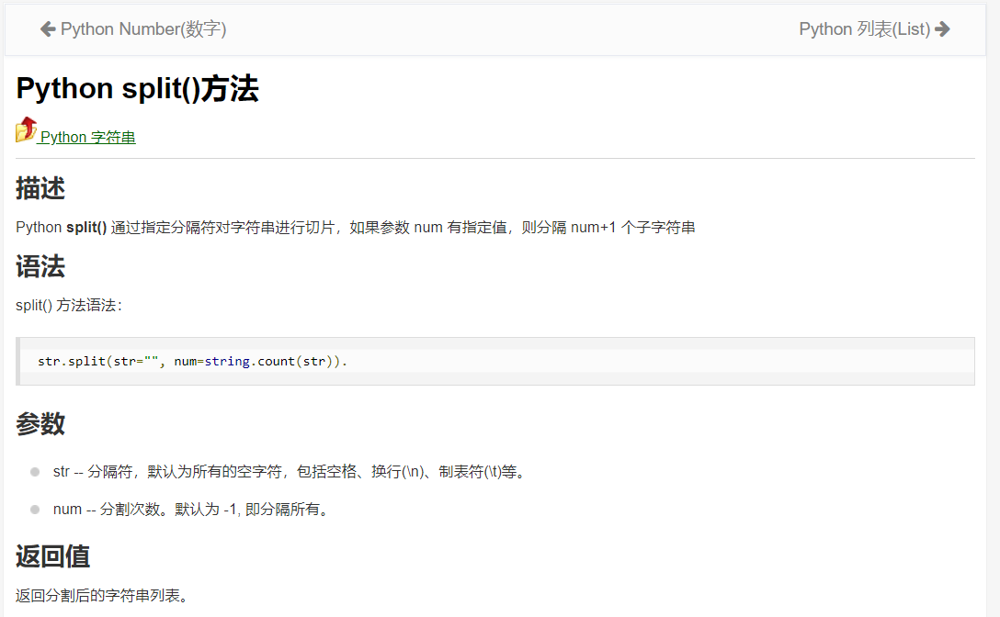 Python Number(数字)
Python 列表(List)
Python split()方法
Python 字符串
描述
Python split() 通过指定分隔符对字符串进行切片，如果参数 num 有指定值，则分隔 num+1 个子字符串
语法
split() 方法语法：
str.split(str="", num=string.count(str)).
参数
str -- 分隔符，默认为所有的空字符，包括空格、换行(\n)、制表符(\t)等。
num -- 分割次数。默认为 -1, 即分隔所有。
返回值
返回分割后的字符串列表。